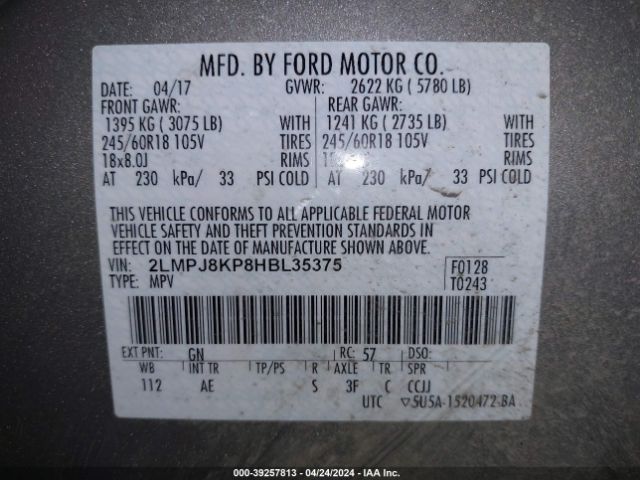 MFD. BY FORD MOTOR CO.
DATE: 04/17 GVWR: 2622 KG ( 5780 LB)
FRONT GAWR: REAR GAWR:
1395 KG ( 3075 LB) WITH 1241 KG ( 2735 LB) WITH
245/60R18 105V TIRES 245/60R18 105V TIRES
18x8.0J RIMS RIMS
AT 230 kPa/ 33 PSI COLD AT 230 kPa/ 33 PSI COLD
THIS VEHICLE CONFORMS TO ALL APPLICABLE FEDERAL MOTOR
VEHICLE SAFETY AND THEFT PREVENTION STANDARDS IN
EFFECT ON THE DATE OF MANUFACTURE SHOWN ABOVE.
VIN: 2LMPJ8KP8HBL35375 F0128
TYPE: MPV T0243
EXT PNT: GN RC: 57 DSO:
WB INT TR TP/PS R AXLE TR SPR
112 AE S 3F C CCJJ
UTC ▽5U5A-1520472-BA
000-39257813 - 04/24/2024 - IAA Inc.